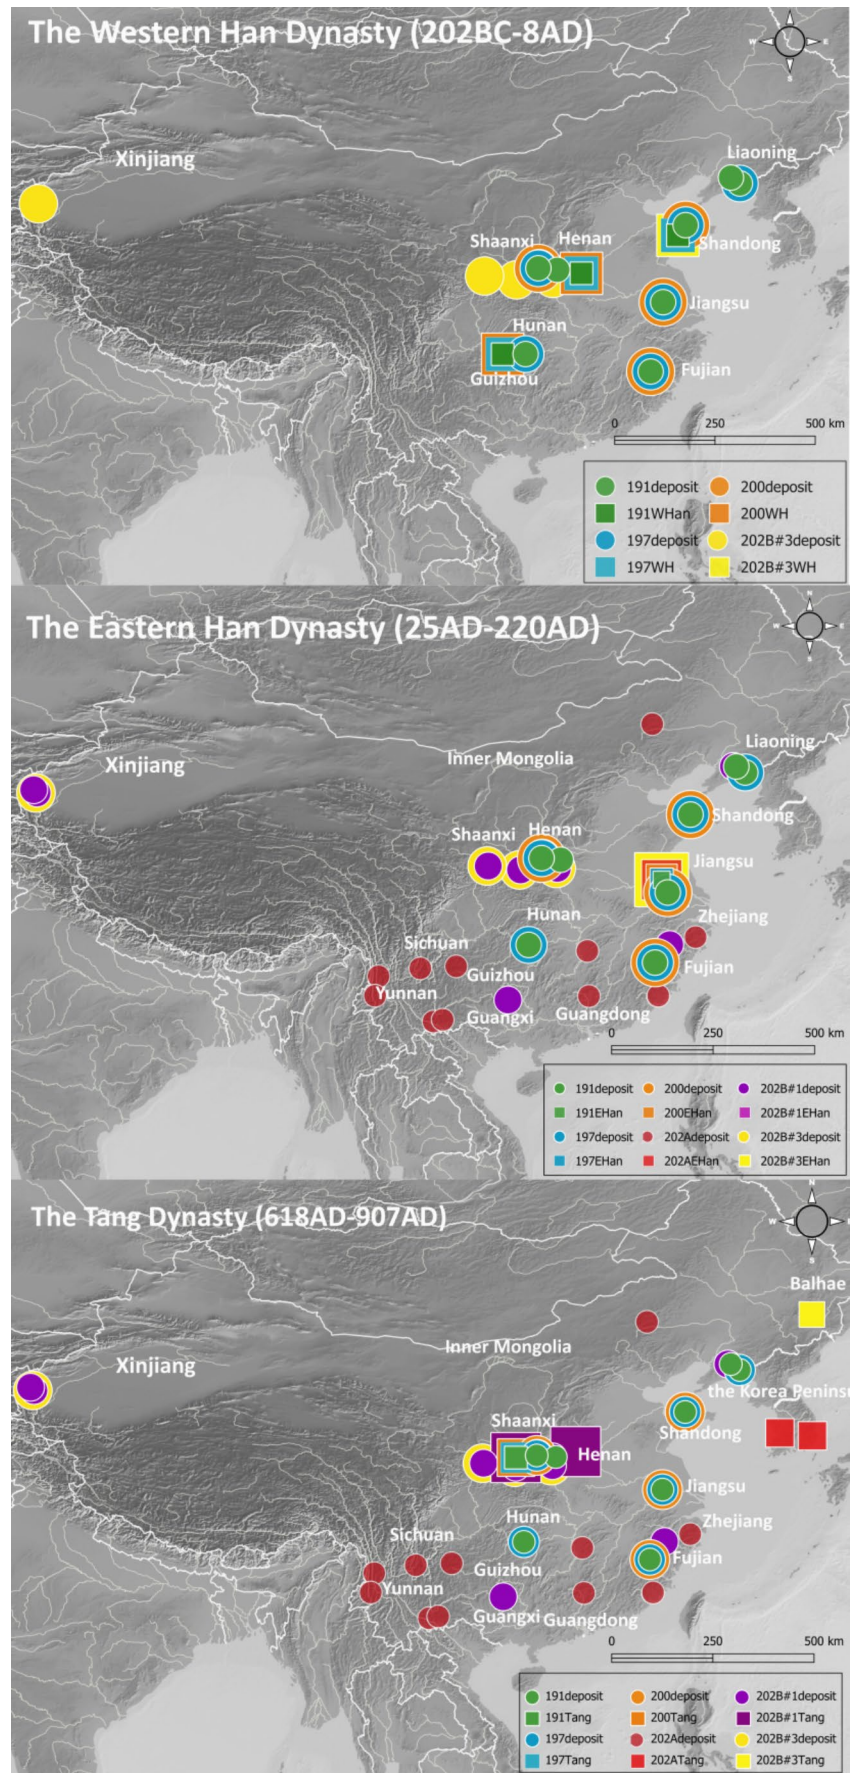 The Western Han Dynasty (202BC-8AD)
W E
S
Xinjiang
Liaoning
Shaanxi Henan
Shandong
Jiangsu
Hunan
Guizhou
Fujian
0 250 500 km
191deposit 200deposit
191WHan 200WH
197deposit 202B#3deposit
197WH 202B#3WH
The Eastern Han Dynasty (25AD-220AD)
N
W E
S
Xinjiang
Inner Mongolia
Liaoning
Shandong
Shaanxi Henan
Jiangsu
Hunan
Zhejiang
Sichuan
Guizhou
Fujian
Yunnan
Guangxi Guangdong
0 250 500 km
191deposit 200deposit 202B#1deposit
191EHan 200EHan 202B#1EHan
197deposit 202Adeposit 202B#3deposit
197EHan 202AEHan 202B#3EHan
The Tang Dynasty (618AD-907AD)
N
W E
S
Balhae
Inner Mongolia
Xinjiang
the Korea Peninsu
Shaanxi
Shandong
Henan
Jiangsu
Hunan
Zhejiang
Sichuan
Fujian
Guizhou
Yunnan
Guangxi Guangdong
0 250 500 km
191deposit 200deposit 202B#1deposit
191Tang 200Tang 202B#1Tang
197deposit 202Adeposit 202B#3deposit
197Tang 202ATang 202B#3Tang